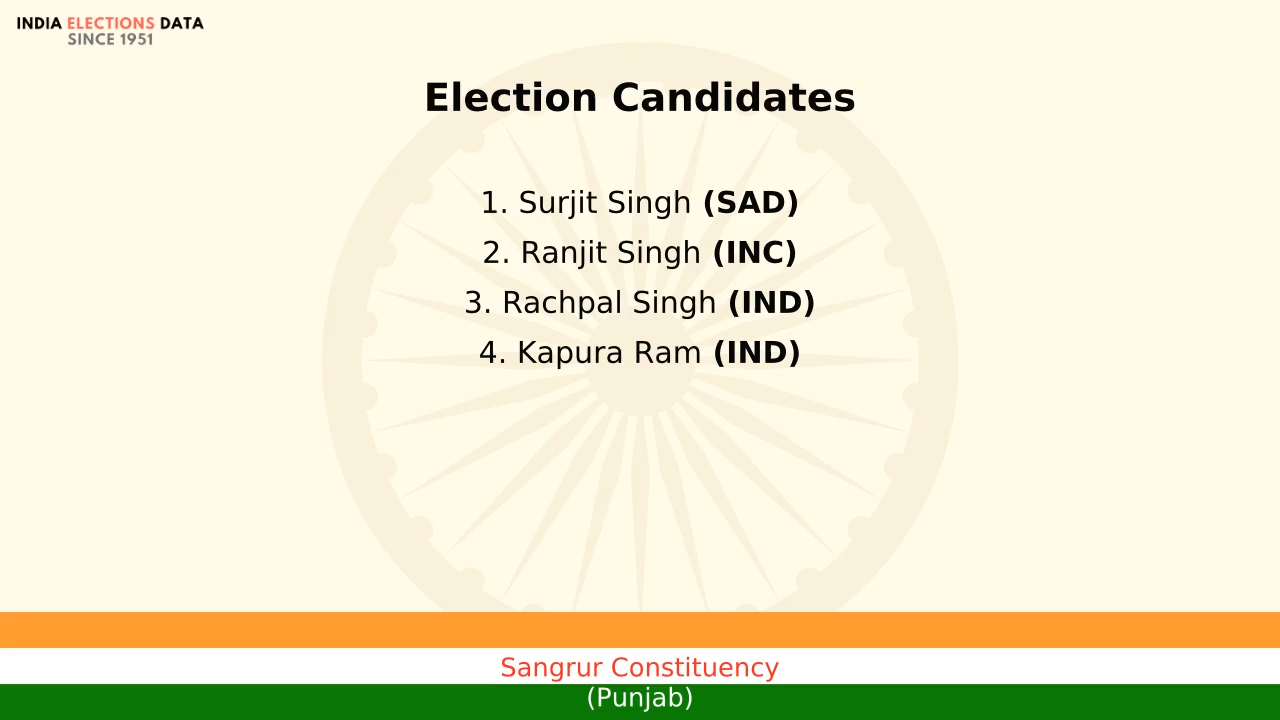 INDIA ELECTIONS DATA
SINCE 1951
Election Candidates
1. Surjit Singh (SAD)
2. Ranjit Singh (INC)
3. Rachpal Singh (IND)
4. Kapura Ram (IND)
Sangrur Constituency
(Punjab)